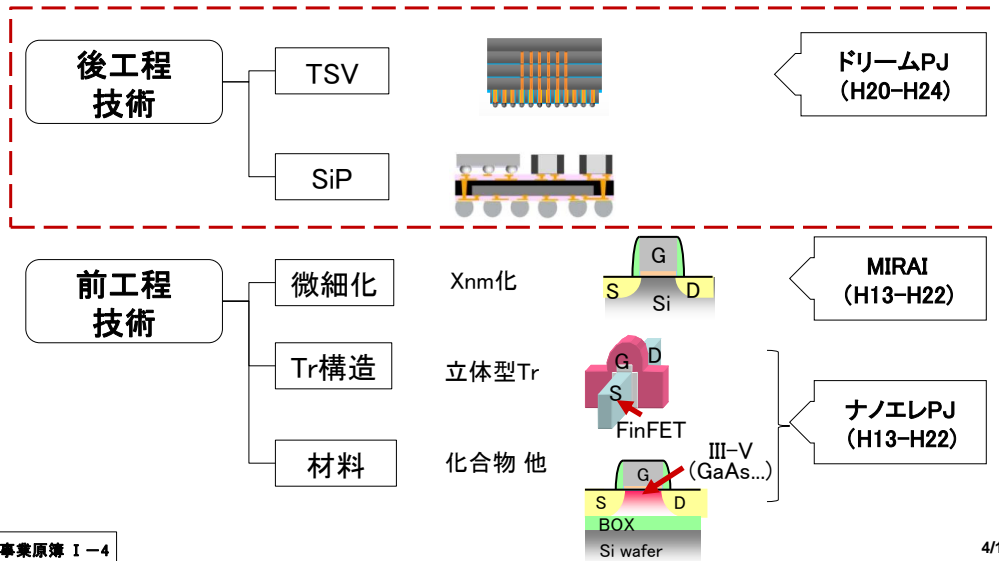 後工程
技術
TSV
ドリームPJ
(H20-H24)
SiP
前工程
技術
微細化
Xnm化
G
S
D
Si
MIRAI
(H13-H22)
Tr構造
立体型Tr
G
D
S
FinFET
ナノエレPJ
(H13-H22)
材料
化合物 他
III-V
(GaAs...)
G
S
D
BOX
Si wafer
事業原簿 Ⅰ-4
4/1